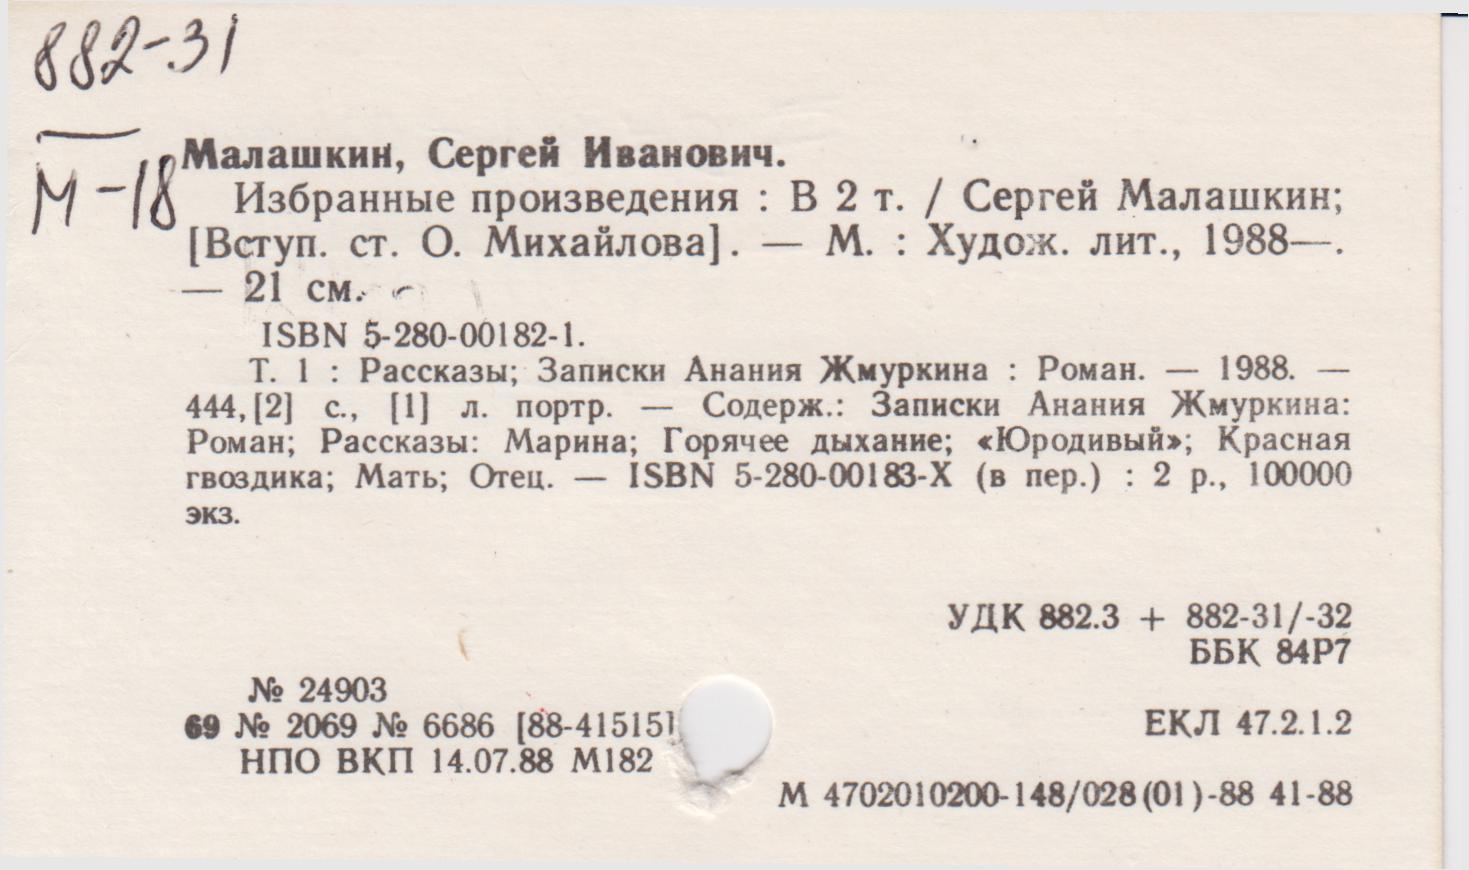 882-31
М-18
Малашкин, Сергей Иванович.
Избранные произведения : В 2 т. / Сергей Малашкин;
[Вступ. ст. О. Михайлова]. — М. : Худож. лит., 1988—.
— 21 см.
ISBN 5-280-00182-1.
Т. 1 : Рассказы; Записки Анания Жмуркина : Роман. — 1988. —
444,[2] с., [1] л. портр. — Содерж.: Записки Анания Жмуркина:
Роман; Рассказы: Марина; Горячее дыхание; «Юродивый»; Красная
гвоздика; Мать; Отец. — ISBN 5-280-00183-X (в пер.) : 2 р., 100000
экз.
УДК 882.3 + 882-31/-32
ББК 84Р7
№ 24903
69 № 2069 № 6686 [88-41515]
ЕКЛ 47.2.1.2
НПО ВКП 14.07.88 М182
М 4702010200-148/028(01)-88 41-88